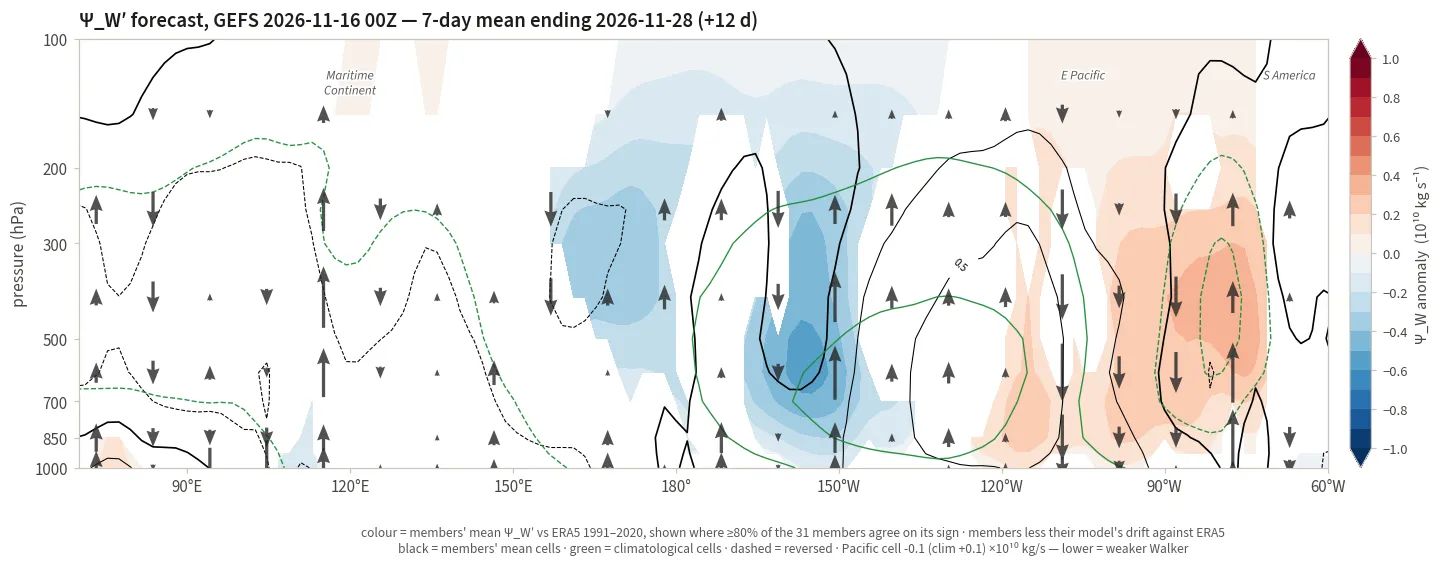 Ψ_W′ forecast, GEFS 2026-11-16 00Z — 7-day mean ending 2026-11-28 (+12 d)
100
200
300
400
500
700
850
1000
pressure (hPa)
Maritime
Continent
E Pacific
S America
0.5
90°E
120°E
150°E
180°
150°W
120°W
90°W
60°W
1.0
0.8
0.6
0.4
0.2
0.0
−0.2
−0.4
−0.6
−0.8
−1.0
Ψ_W anomaly (10¹⁰ kg s⁻¹)
colour = members' mean Ψ_W′ vs ERA5 1991–2020, shown where ≥80% of the 31 members agree on its sign · members less their model's drift against ERA5
black = members' mean cells · green = climatological cells · dashed = reversed · Pacific cell -0.1 (clim +0.1) ×10¹⁰ kg/s — lower = weaker Walker